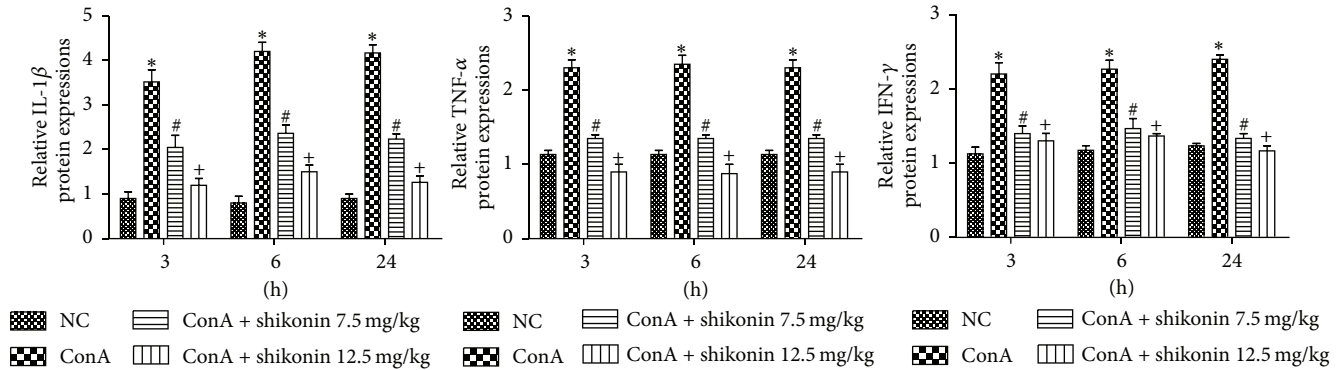 Relative IL-1β
protein expressions
5
4
3
2
1
0
*
#
+
*
#
‡
*
#
+
3
6
24
(h)
NC
ConA + shikonin 7.5 mg/kg
ConA
ConA + shikonin 12.5 mg/kg
Relative TNF-α
protein expressions
3
2
1
0
*
#
‡
*
#
‡
*
#
‡
3
6
24
(h)
NC
ConA + shikonin 7.5 mg/kg
ConA
ConA + shikonin 12.5 mg/kg
Relative IFN-γ
protein expressions
3
2
1
0
*
#
+
*
#
+
*
#
+
3
6
24
(h)
NC
ConA + shikonin 7.5 mg/kg
ConA
ConA + shikonin 12.5 mg/kg